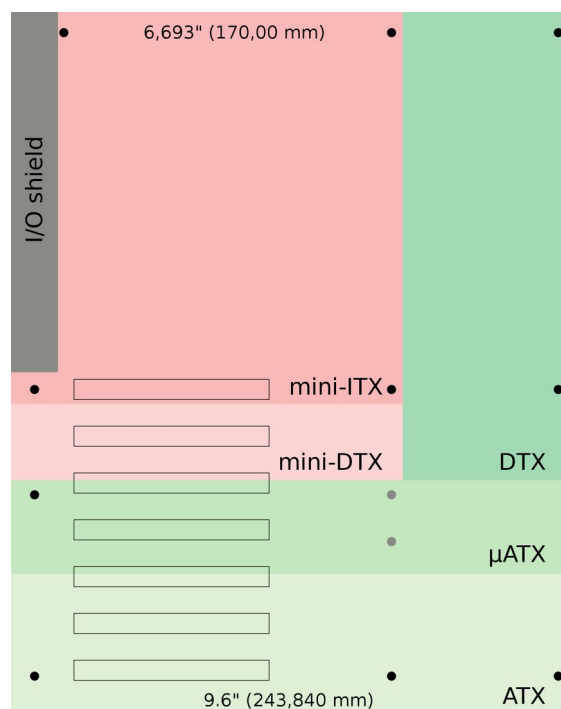 6,693" (170,00 mm)
I/O shield
mini-ITX
mini-DTX
DTX
µATX
9.6" (243,840 mm)
ATX